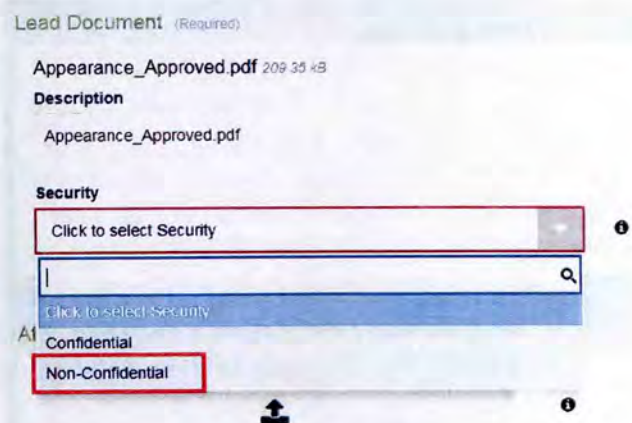 Lead Document (Required)
Appearance_Approved.pdf 209.35 kB
Description
Appearance_Approved.pdf
Security
Click to select Security
Click to select Security
Confidential
Non-Confidential